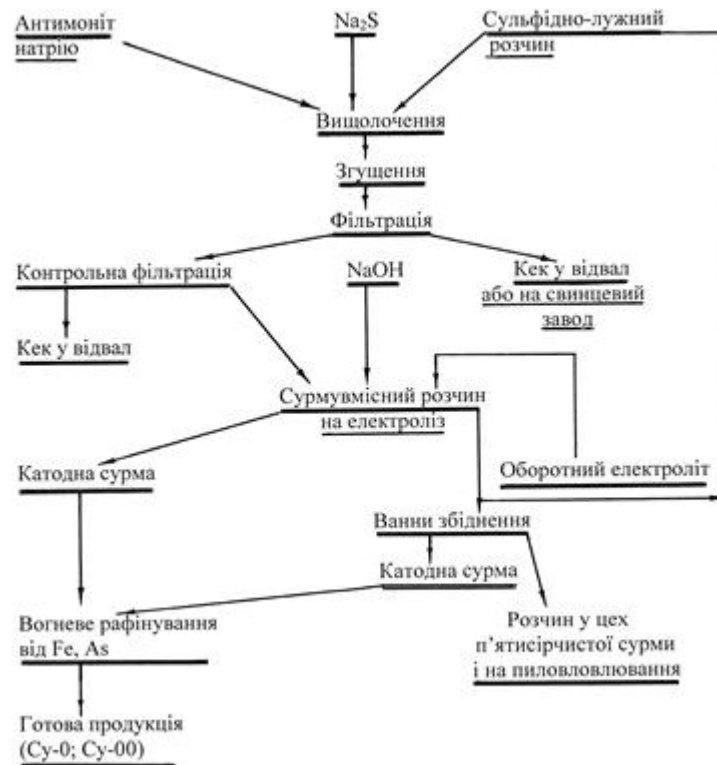 Антимоніт
натрію
Na₂S
Сульфідно-лужний
розчин
Вищолочення
Згущення
Фільтрація
Контрольна фільтрація
NaOH
Кек у відвал
або на свинцевий
завод
Кек у відвал
Сурмувмісний розчин
на електроліз
Катодна сурма
Оборотний електроліт
Ванни збіднення
Катодна сурма
Вогневе рафінування
від Fe, As
Розчин у цех
п’ятисірчистої сурми
і на пиловловлювання
Готова продукція
(Су-0; Су-00)